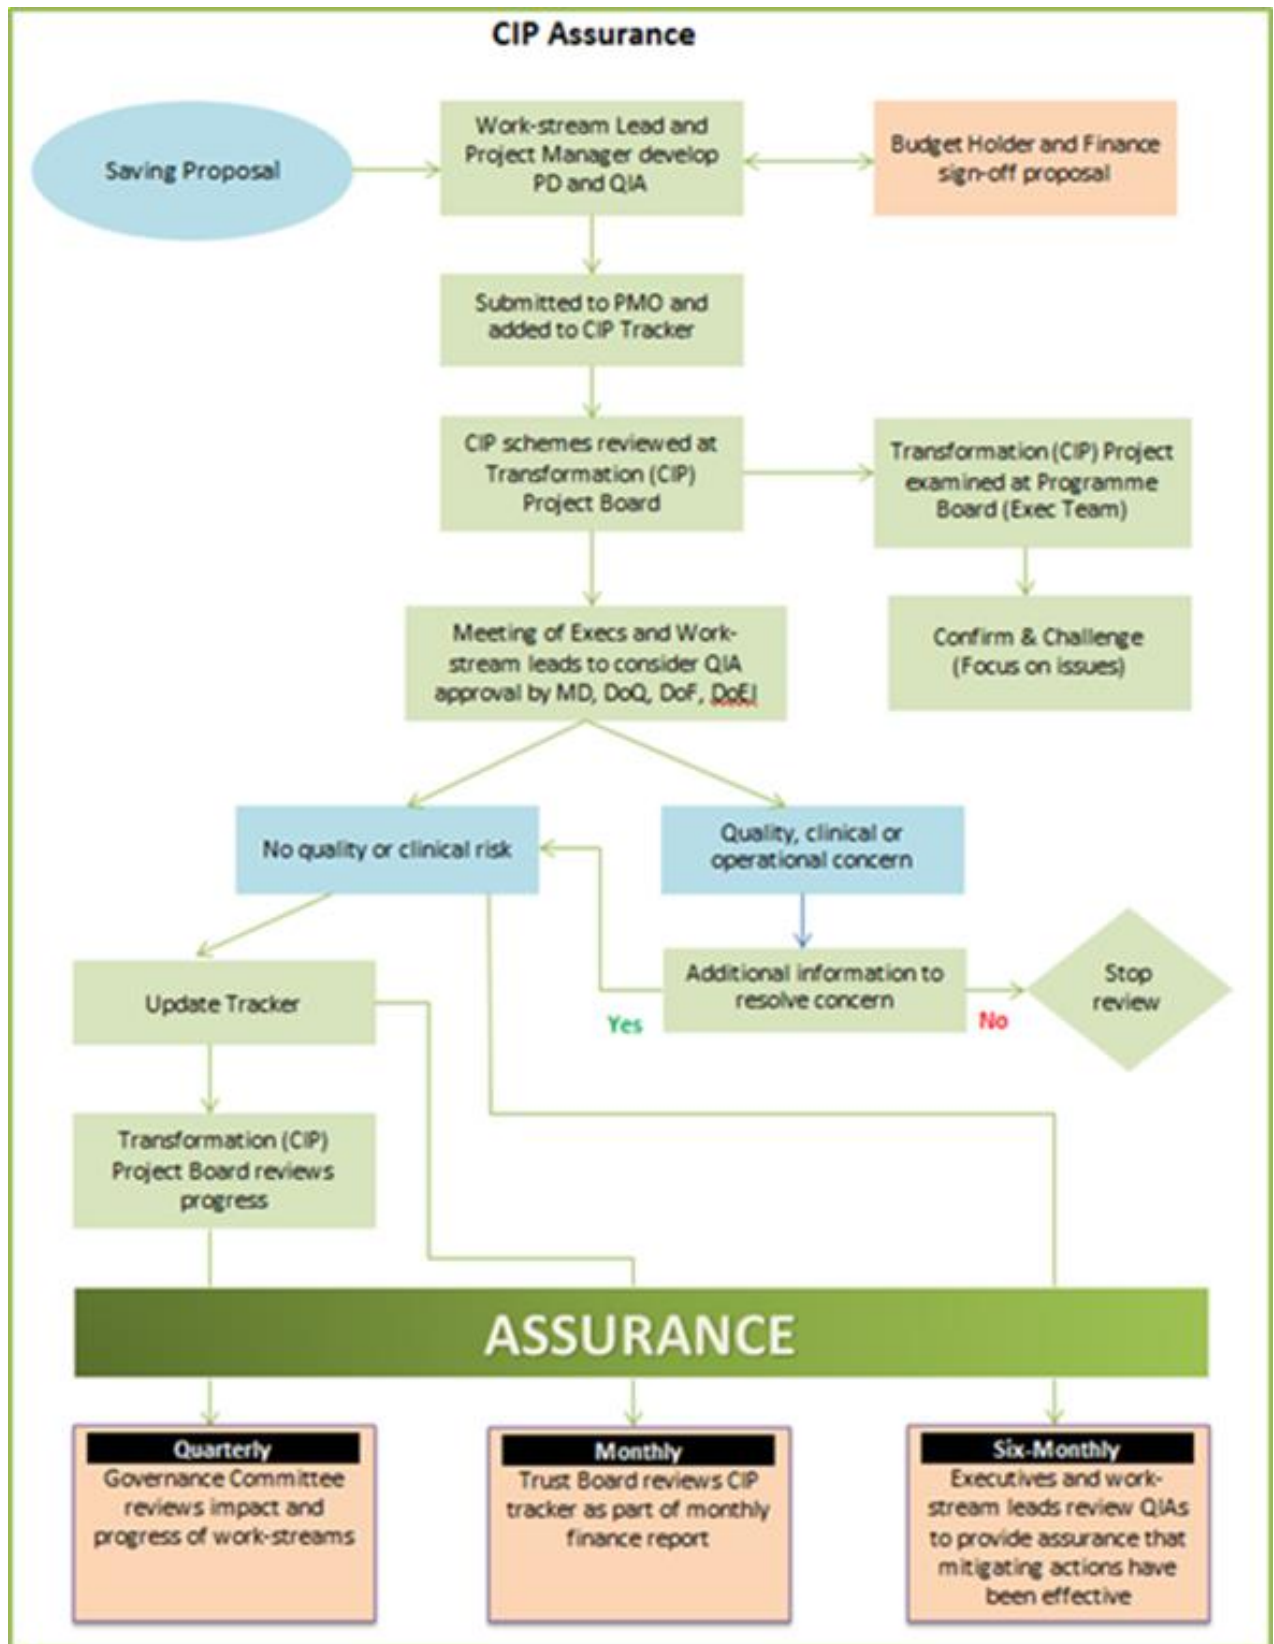 CIP Assurance
Saving Proposal
Work-stream Lead and
Project Manager develop
PD and QIA
Budget Holder and Finance
sign-off proposal
Submitted to PMO and
added to CIP Tracker
CIP schemes reviewed at
Transformation (CIP)
Project Board
Transformation (CIP) Project
examined at Programme
Board (Exec Team)
Confirm & Challenge
(Focus on issues)
Meeting of Execs and Work-
stream leads to consider QIA
approval by MD, DoQ, DoF, DoEI
No quality or clinical risk
Quality, clinical or
operational concern
Additional information to
resolve concern
Yes
No
Stop
review
Update Tracker
Transformation (CIP)
Project Board reviews
progress
ASSURANCE
Quarterly
Governance Committee
reviews impact and
progress of work-streams
Monthly
Trust Board reviews CIP
tracker as part of monthly
finance report
Six-Monthly
Executives and work-
stream leads review QIAs
to provide assurance that
mitigating actions have
been effective